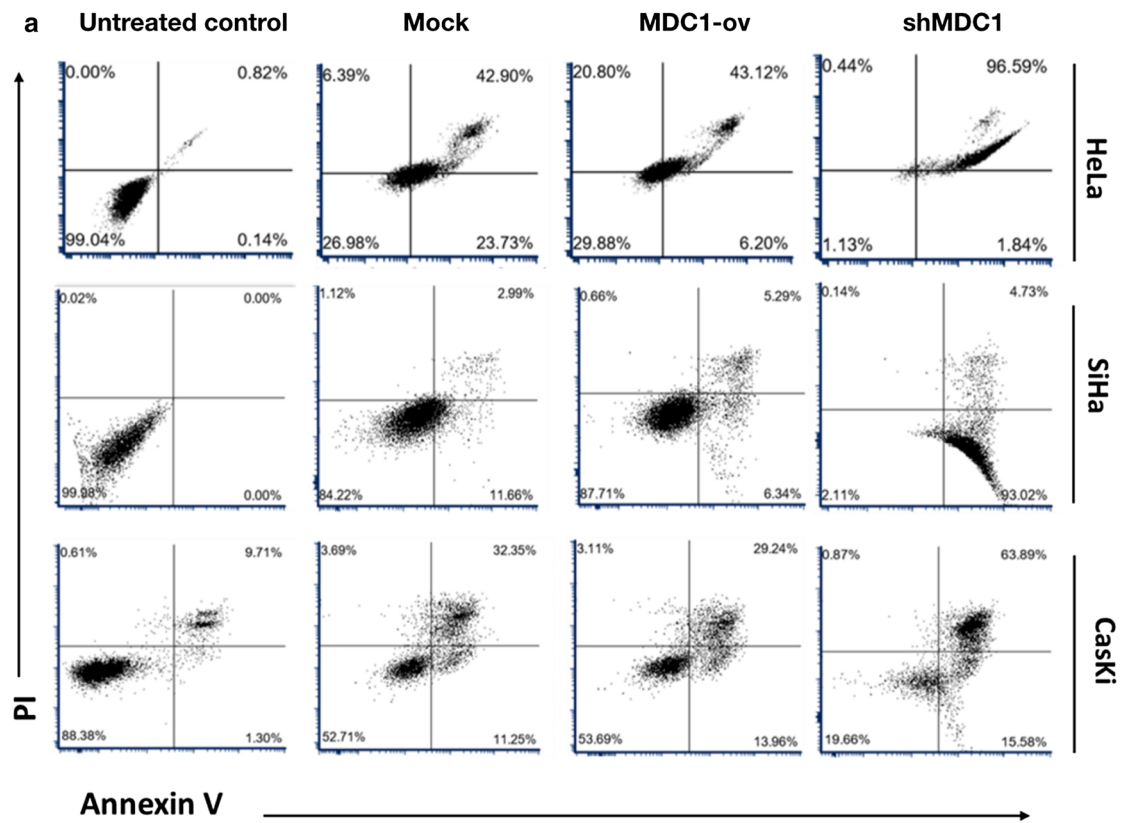 a Untreated control Mock MDC1-ov shMDC1
0.00% 0.82% 6.39% 42.90% 20.80% 43.12% 0.44% 96.59%
HeLa
99.04% 0.14% 26.98% 23.73% 29.88% 6.20% 1.13% 1.84%
0.02% 0.00% 1.12% 2.99% 0.66% 5.29% 0.14% 4.73%
SiHa
99.98% 0.00% 84.22% 11.66% 87.71% 6.34% 2.11% 93.02%
0.61% 9.71% 3.69% 32.35% 3.11% 29.24% 0.87% 63.89%
CasKi
88.38% 1.30% 52.71% 11.25% 53.69% 13.96% 19.66% 15.58%
PI
Annexin V